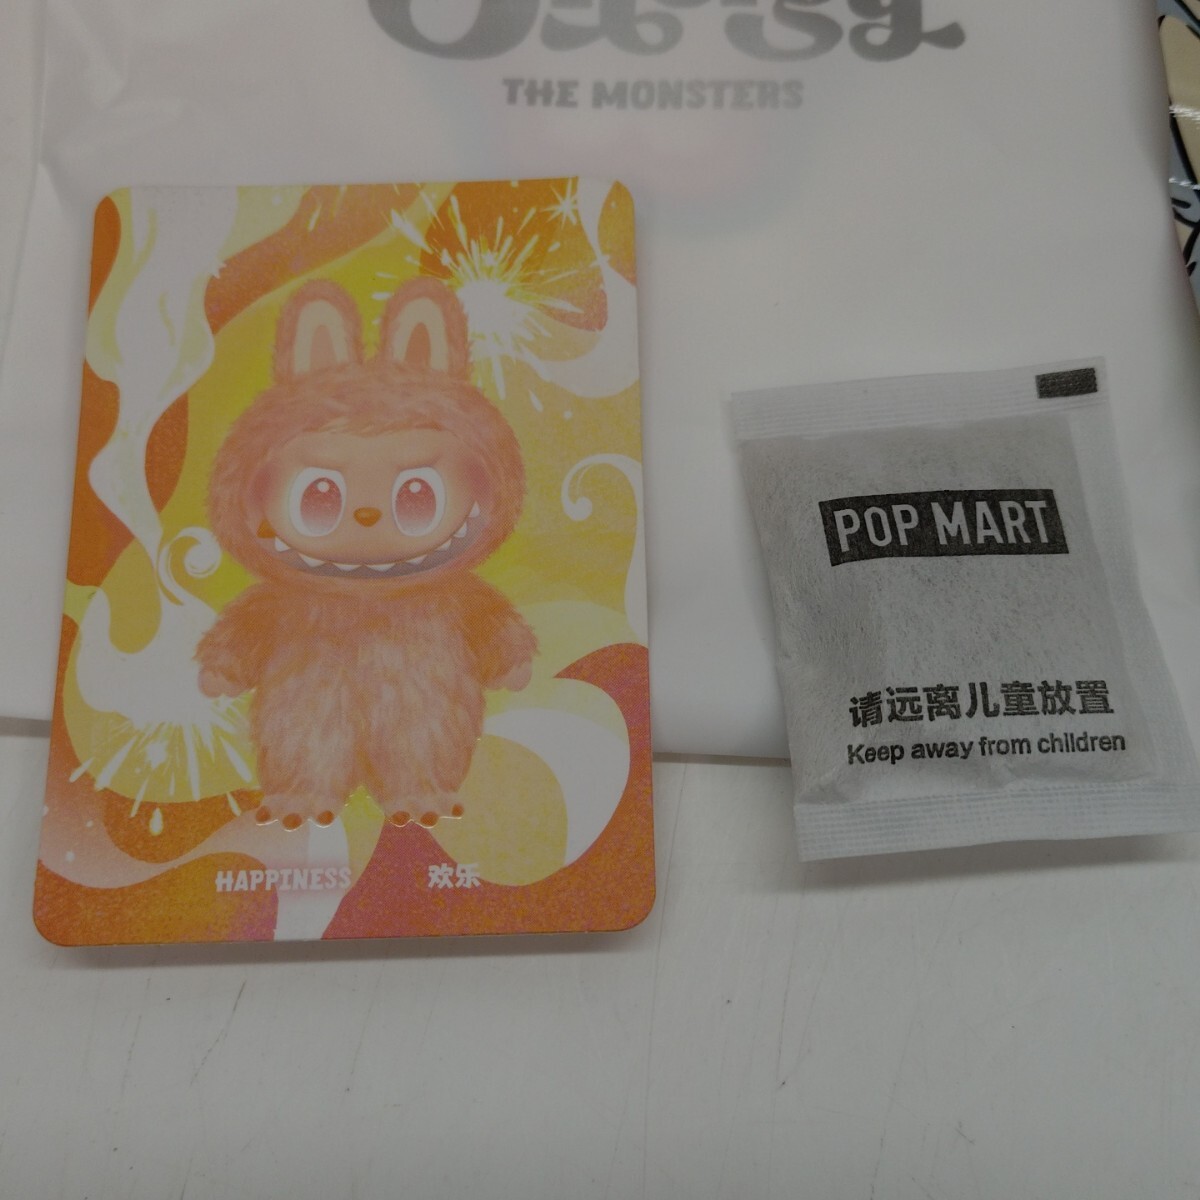 THE MONSTERS
POP MART
请远离儿童放置
Keep away from children
HAPPINESS 欢乐